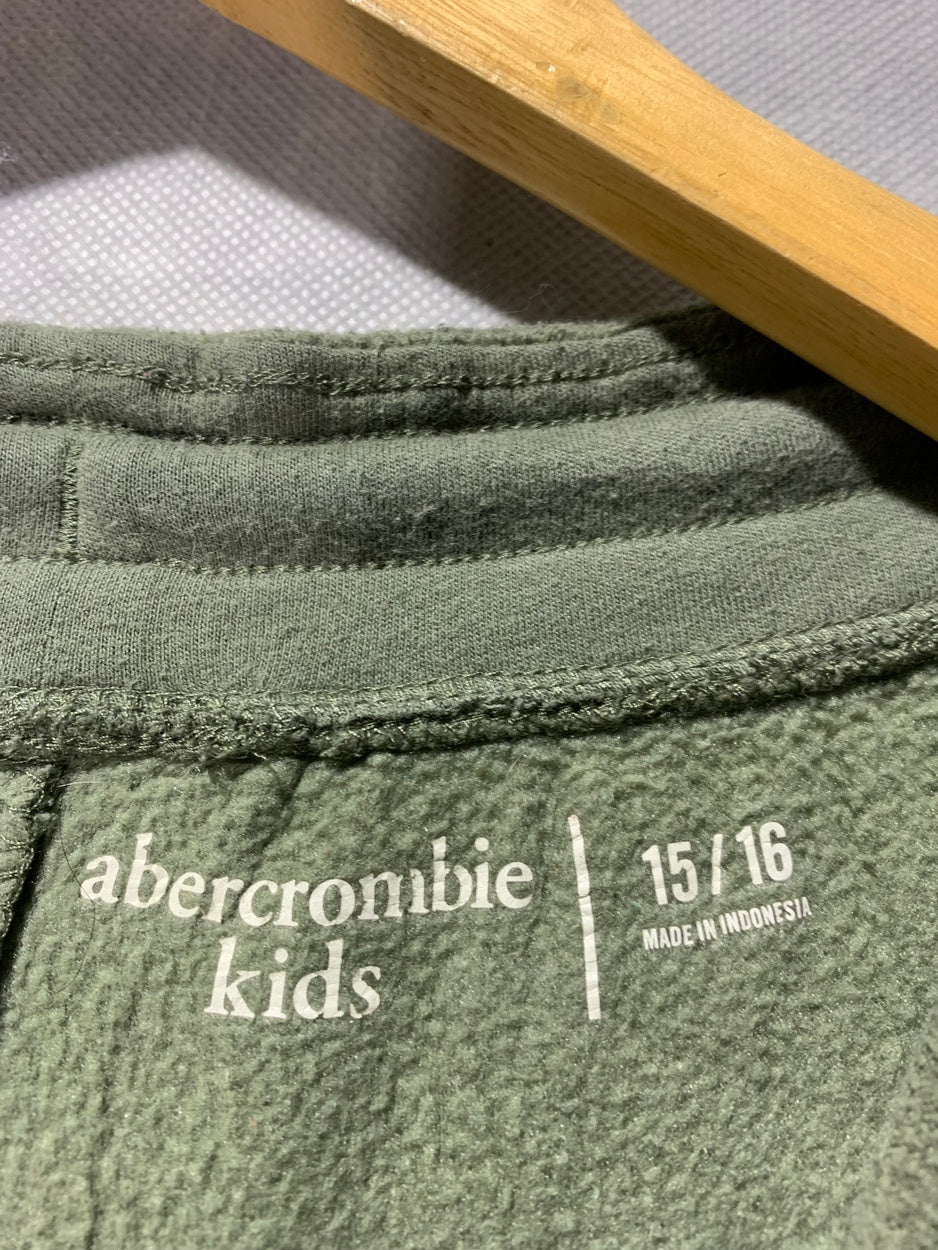 abercrombie
kids
15/16
MADE IN INDONESIA